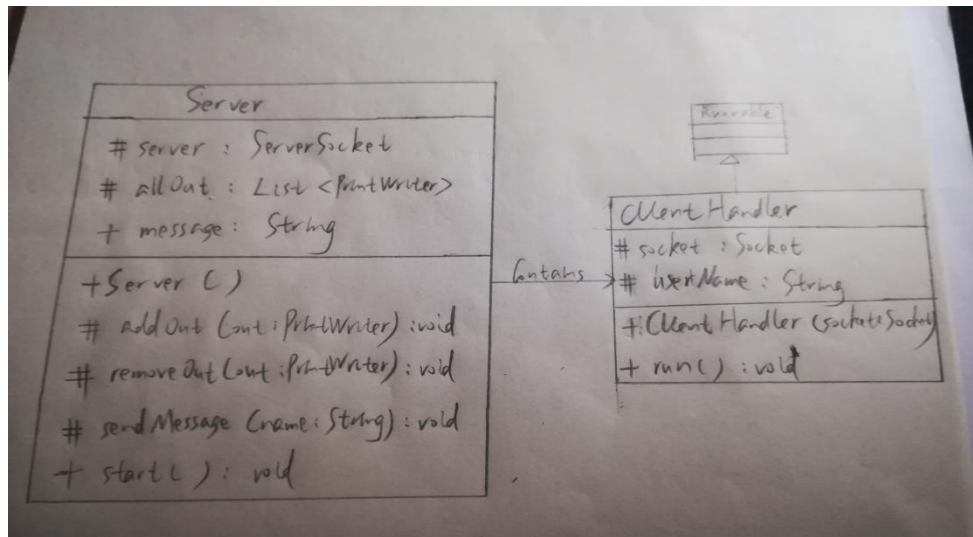 Server
# server : ServerSocket
# allOut : List <PrintWriter>
+ message : String
+Server ()
# addOut (out:PrintWriter):void
# removeOut (out:PrintWriter):void
# sendMessage (name:String):void
+ start() : void
Contains
Runnable
ClientHandler
# socket : Socket
# userName : String
+:ClientHandler (socket:Socket)
+ run() : void